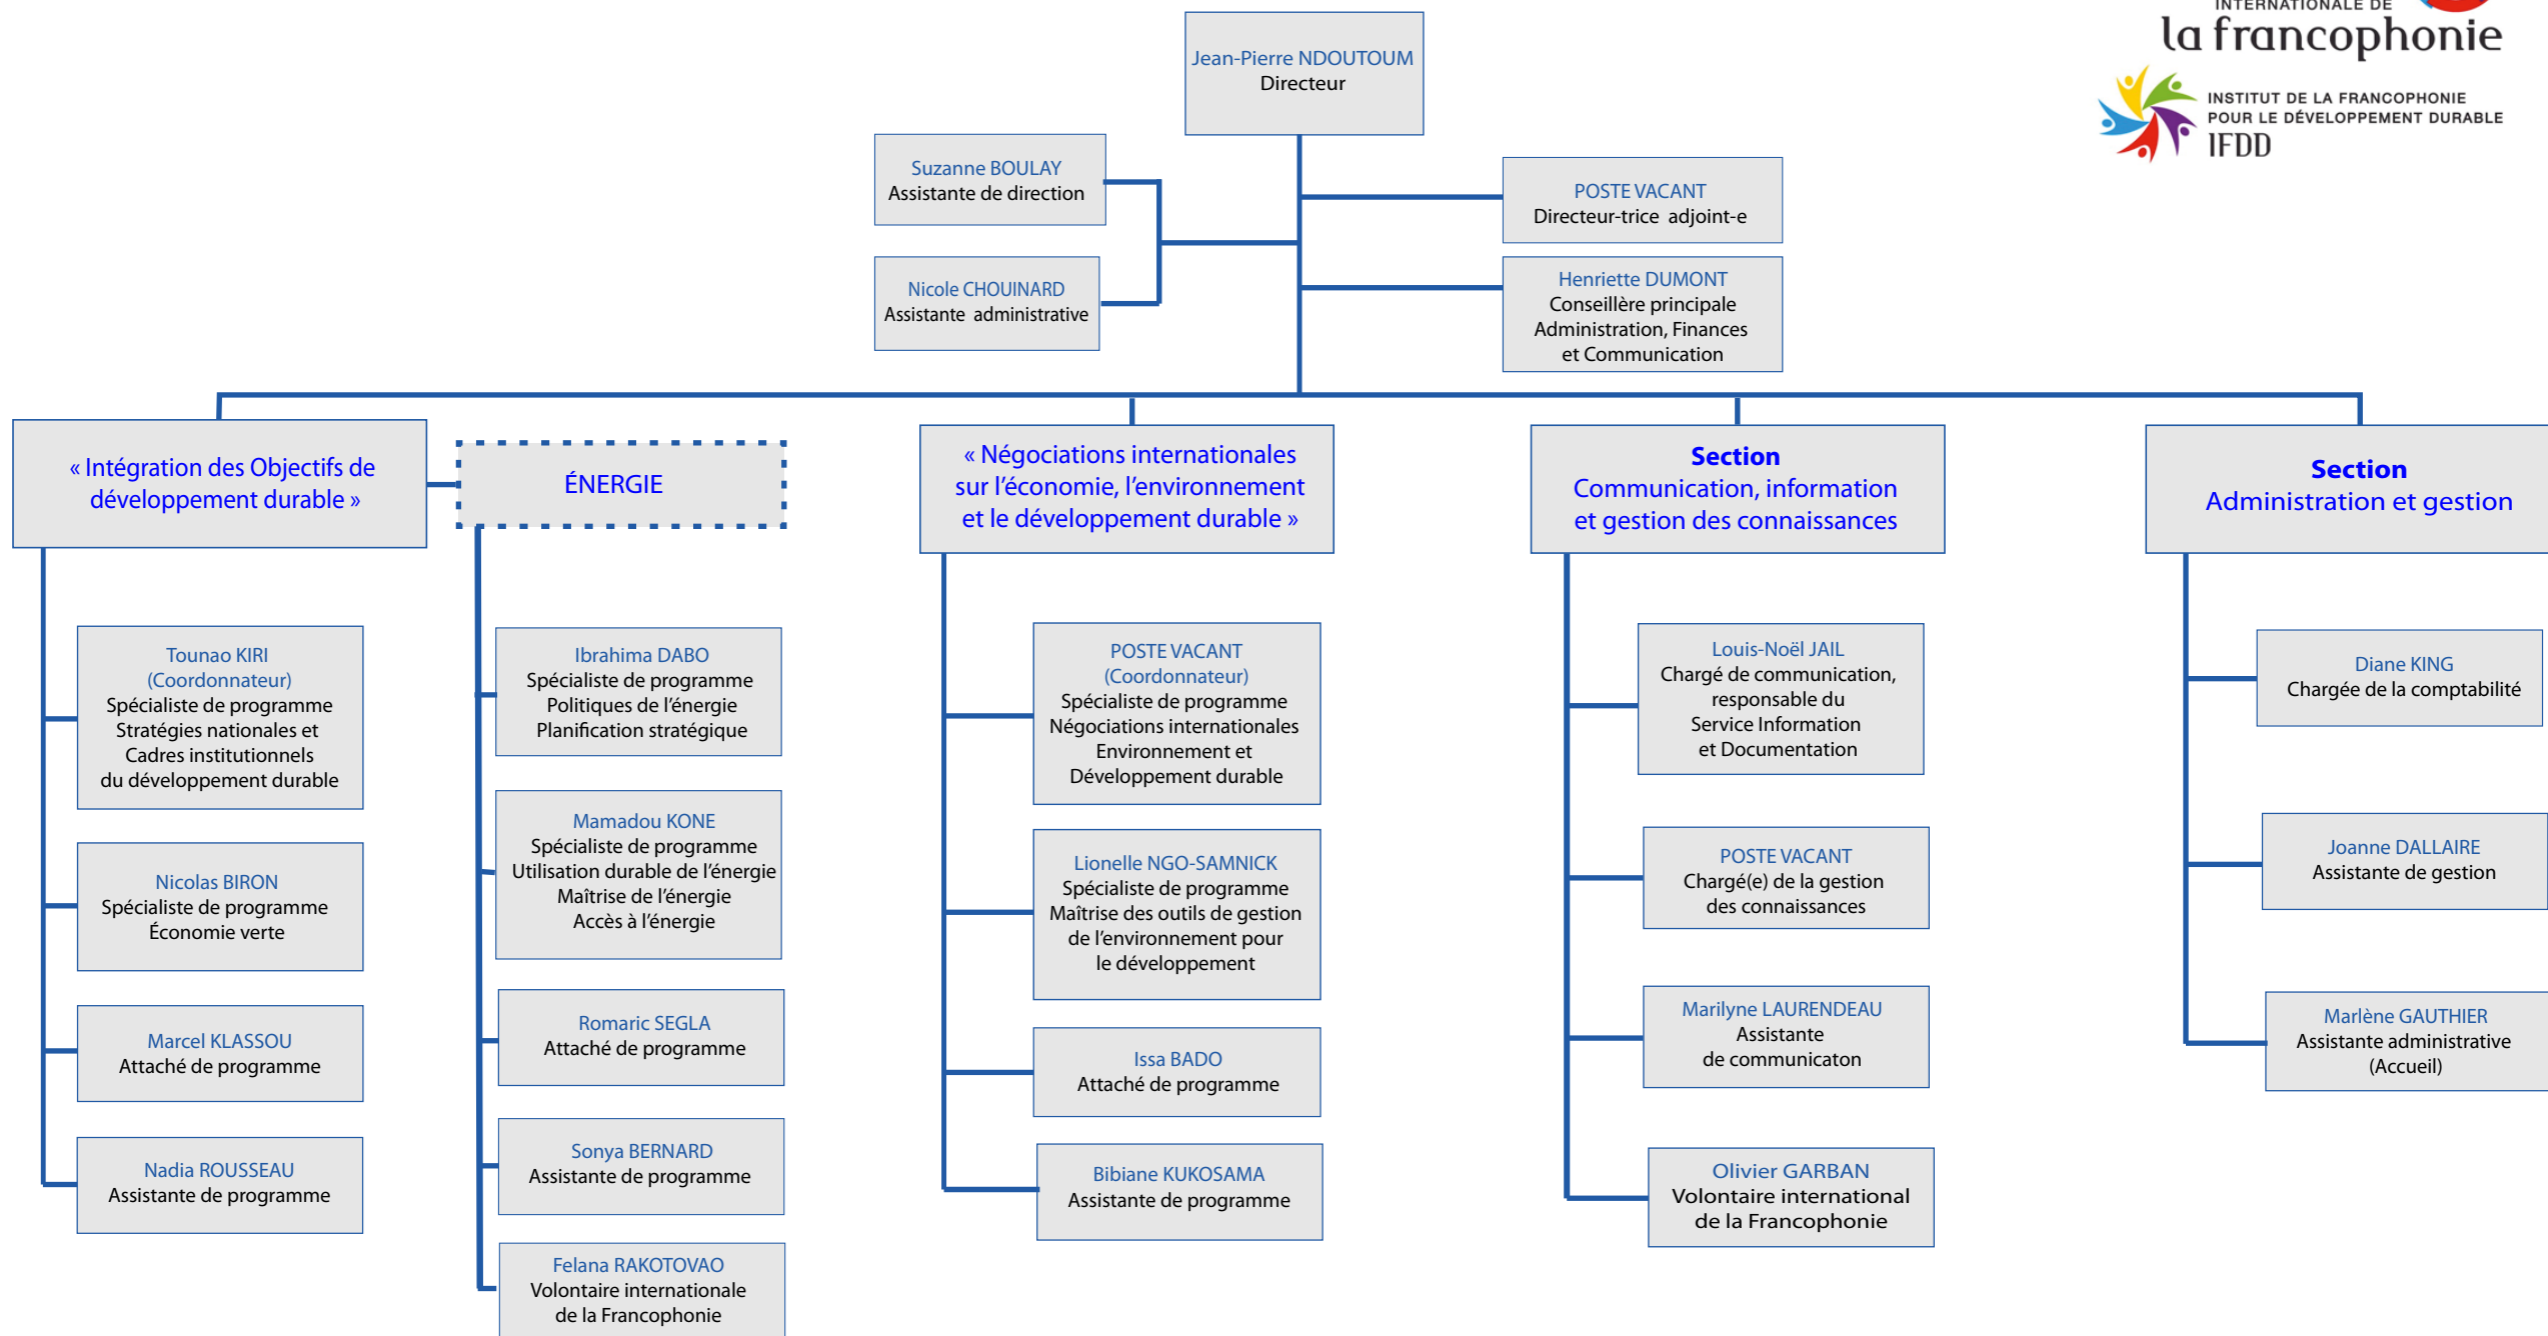 INTERNATIONALE DE
la francophonie
INSTITUT DE LA FRANCOPHONIE
POUR LE DÉVELOPPEMENT DURABLE
IFDD
Jean-Pierre NDOUTOUM
Directeur
Suzanne BOULAY
Assistante de direction
Nicole CHOUINARD
Assistante administrative
POSTE VACANT
Directeur-trice adjoint-e
Henriette DUMONT
Conseillère principale
Administration, Finances
et Communication
« Intégration des Objectifs de
développement durable »
Tounao KIRI
(Coordonnateur)
Spécialiste de programme
Stratégies nationales et
Cadres institutionnels
du développement durable
Nicolas BIRON
Spécialiste de programme
Économie verte
Marcel KLASSOU
Attaché de programme
Nadia ROUSSEAU
Assistante de programme
ÉNERGIE
Ibrahima DABO
Spécialiste de programme
Politiques de l’énergie
Planification stratégique
Mamadou KONE
Spécialiste de programme
Utilisation durable de l’énergie
Maîtrise de l’énergie
Accès à l’énergie
Romaric SEGLA
Attaché de programme
Sonya BERNARD
Assistante de programme
Felana RAKOTOVAO
Volontaire internationale
de la Francophonie
« Négociations internationales
sur l’économie, l’environnement
et le développement durable »
POSTE VACANT
(Coordonnateur)
Spécialiste de programme
Négociations internationales
Environnement et
Développement durable
Lionelle NGO-SAMNICK
Spécialiste de programme
Maîtrise des outils de gestion
de l’environnement pour
le développement
Issa BADO
Attaché de programme
Bibiane KUKOSAMA
Assistante de programme
Section
Communication, information
et gestion des connaissances
Louis-Noël JAIL
Chargé de communication,
responsable du
Service Information
et Documentation
POSTE VACANT
Chargé(e) de la gestion
des connaissances
Marilyne LAURENDEAU
Assistante
de communicaton
Olivier GARBAN
Volontaire international
de la Francophonie
Section
Administration et gestion
Diane KING
Chargée de la comptabilité
Joanne DALLAIRE
Assistante de gestion
Marlène GAUTHIER
Assistante administrative
(Accueil)